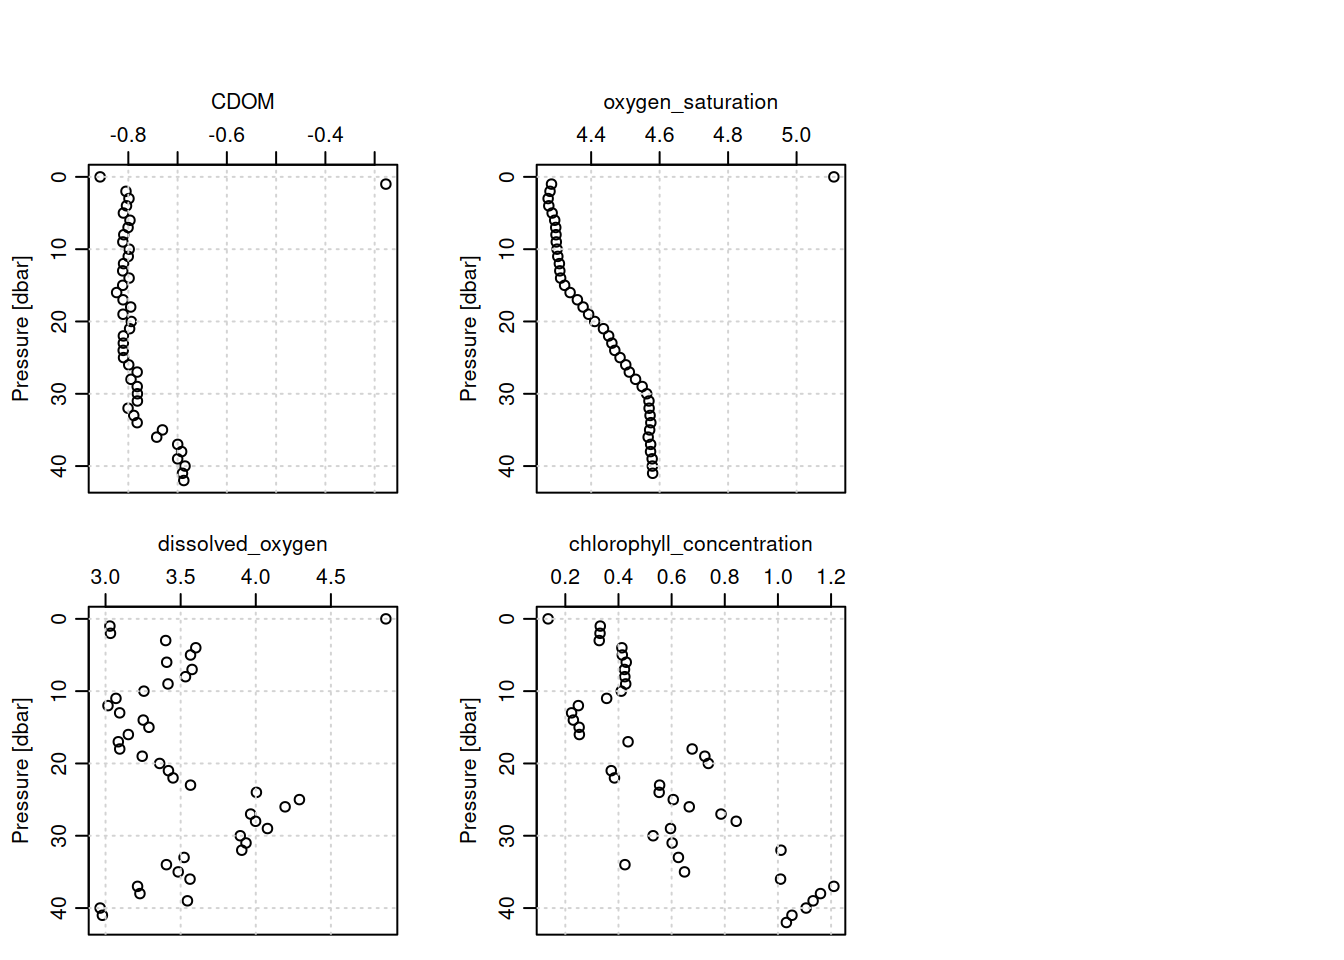 CDOM
-0.8 -0.6 -0.4
0 10 20 30 40
Pressure [dbar]
oxygen_saturation
4.4 4.6 4.8 5.0
0 10 20 30 40
Pressure [dbar]
dissolved_oxygen
3.0 3.5 4.0 4.5
0 10 20 30 40
Pressure [dbar]
chlorophyll_concentration
0.2 0.4 0.6 0.8 1.0 1.2
0 10 20 30 40
Pressure [dbar]